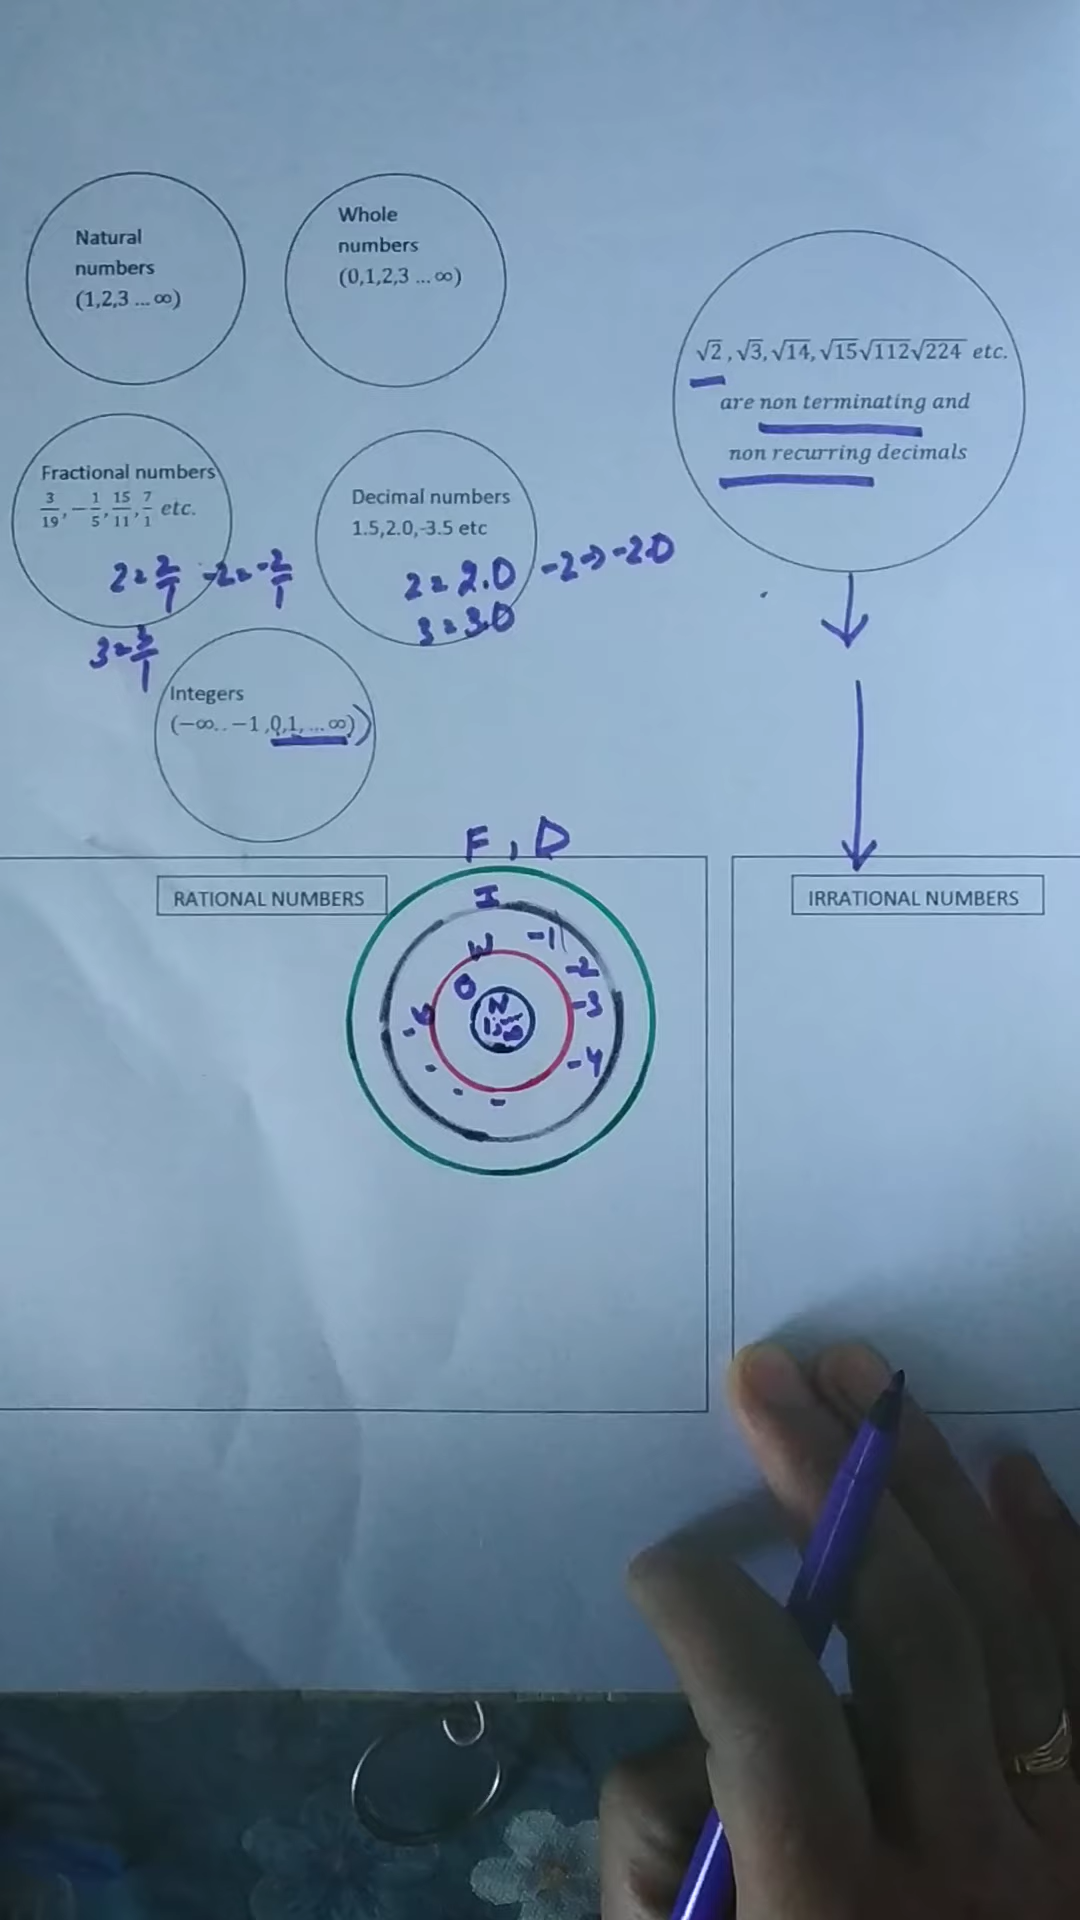 Natural
numbers
(1,2,3 ... ∞)
Whole
numbers
(0,1,2,3 ... ∞)
√2, √3, √14, √15√112√224 etc.
are non terminating and
non recurring decimals
Fractional numbers
3/19, -1/5, 15/11, 7/1 etc.
2 = 2/1 -2 = -2/1
3 = 3/1
Decimal numbers
1.5,2.0,-3.5 etc
2 = 2.0 -2 → -2.0
3 = 3.0
Integers
(-∞.. -1 ,0,1, ... ∞))
F, D
RATIONAL NUMBERS
IRRATIONAL NUMBERS
I
W -1
-2
0 N -3
-4